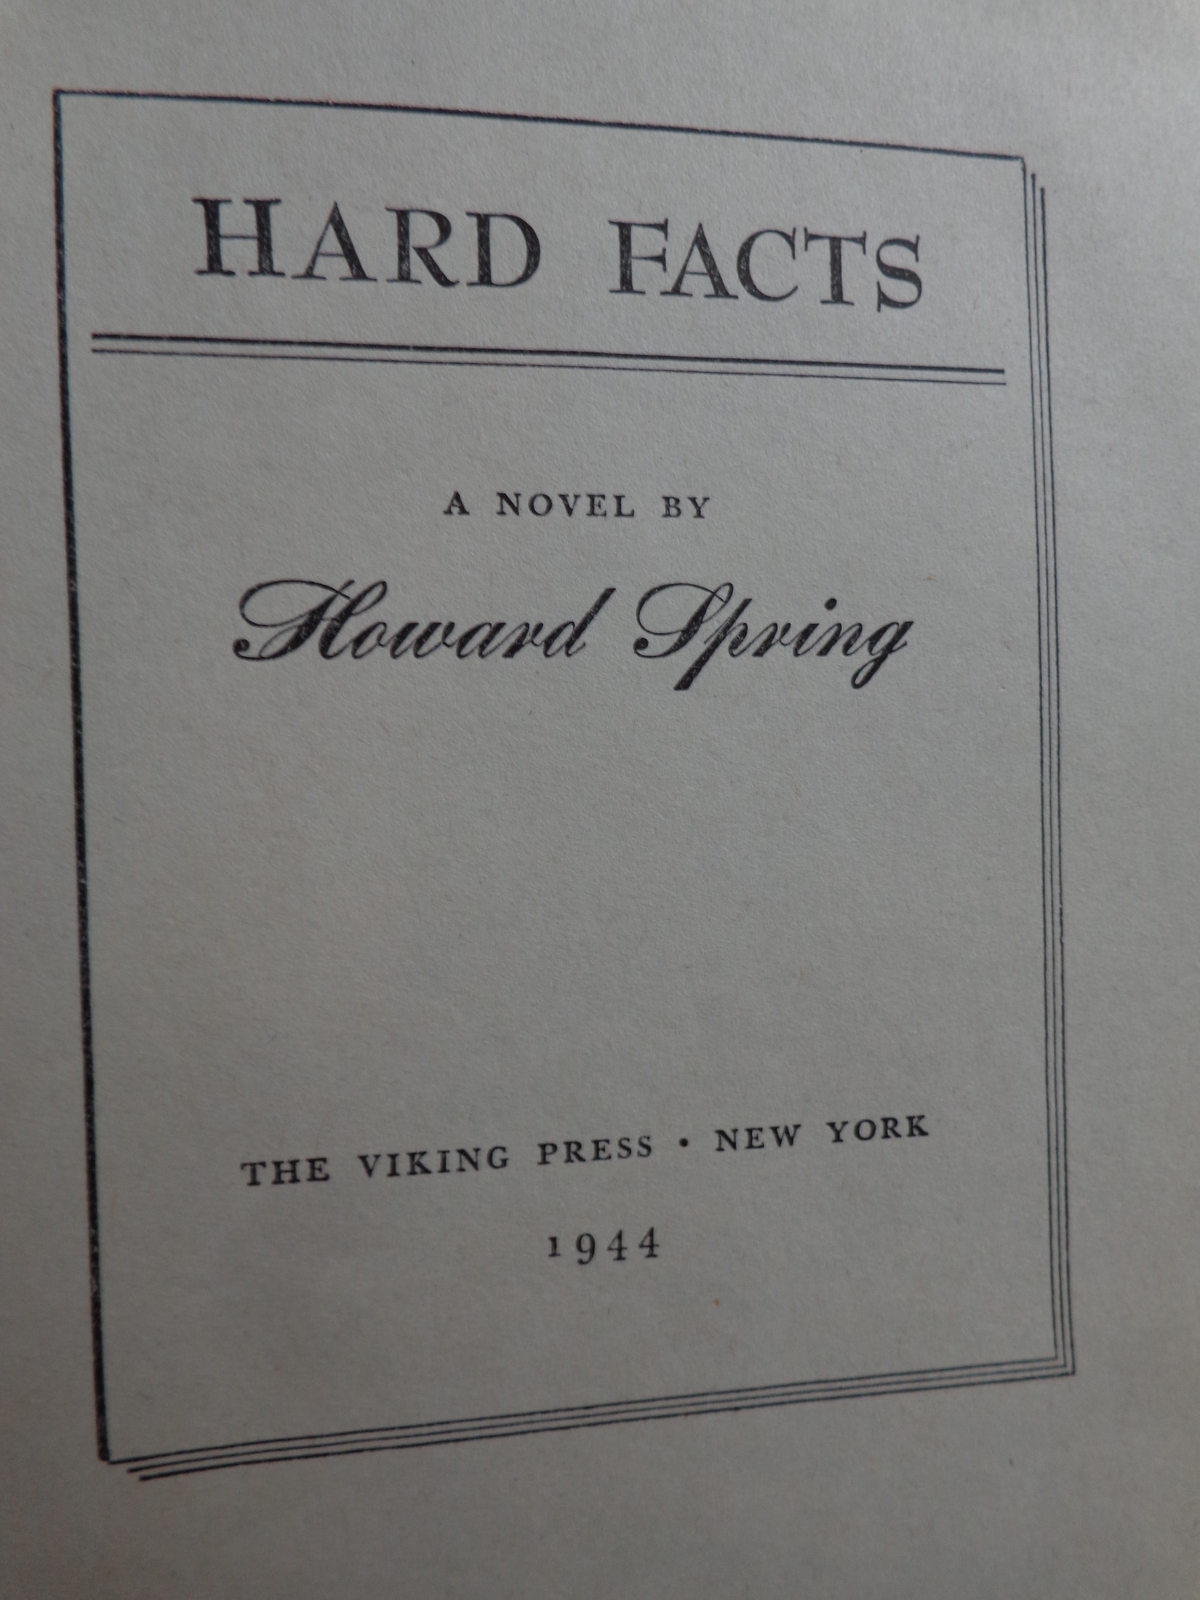 HARD FACTS
A NOVEL BY
Howard Spring
THE VIKING PRESS · NEW YORK
1944